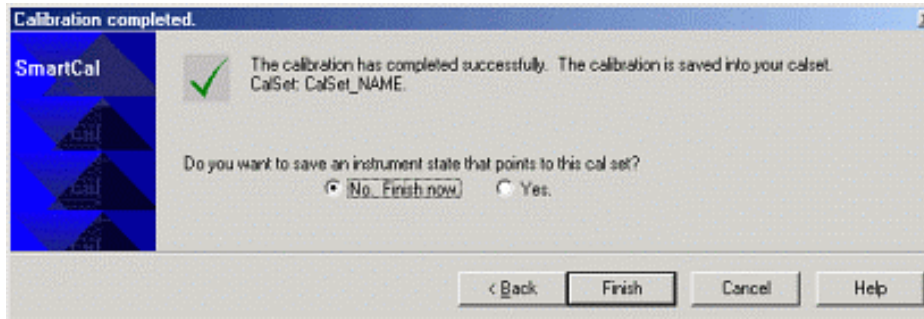 Calibration completed.
SmartCal
The calibration has completed successfully. The calibration is saved into your calset.
CalSet: CalSet_NAME.
Do you want to save an instrument state that points to this cal set?
No. Finish now. Yes.
< Back Finish Cancel Help